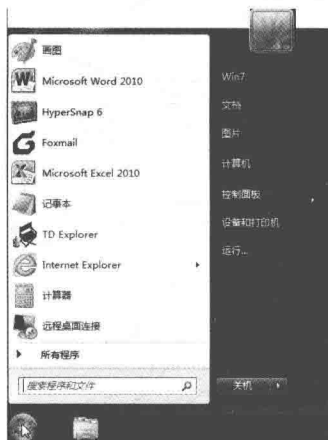 画图
Microsoft Word 2010
HyperSnap 6
Foxmail
Microsoft Excel 2010
记事本
TD Explorer
Internet Explorer
计算器
远程桌面连接
所有程序
搜索程序和文件
Win7
文档
图片
计算机
控制面板
设备和打印机
运行...
关机